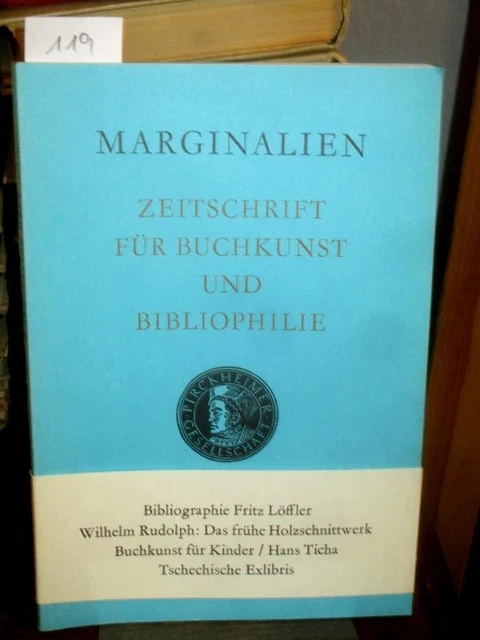 119
MARGINALIEN
ZEITSCHRIFT
FÜR BUCHKUNST
UND
BIBLIOPHILIE
PIRCKHEIMER
GESELLSCHAFT
Bibliographie Fritz Löffler
Wilhelm Rudolph: Das frühe Holzschnittwerk
Buchkunst für Kinder / Hans Ticha
Tschechische Exlibris